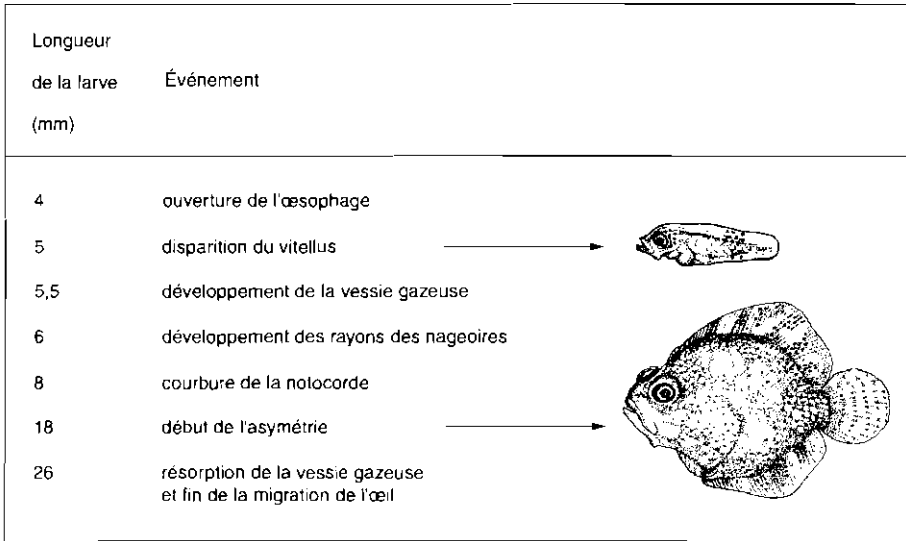 Longueur
de la larve Événement
(mm)
4 ouverture de l'œsophage
5 disparition du vitellus
5,5 développement de la vessie gazeuse
6 développement des rayons des nageoires
8 courbure de la notocorde
18 début de l'asymétrie
26 résorption de la vessie gazeuse
et fin de la migration de l'œil